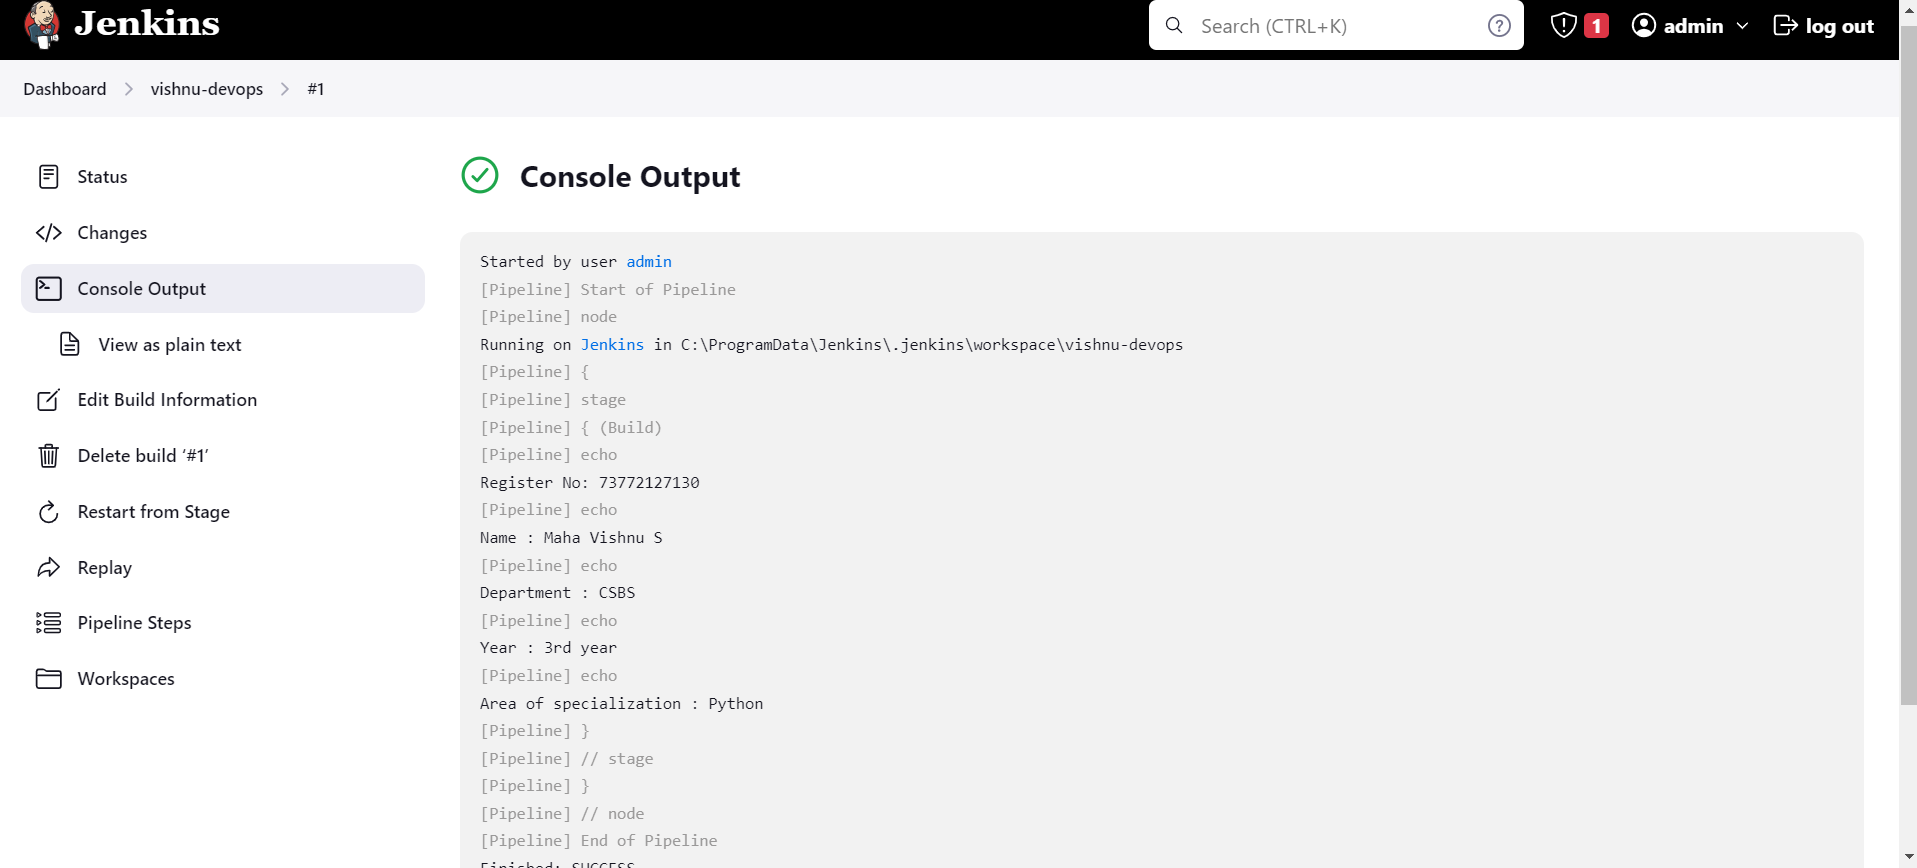 Jenkins
Search (CTRL+K)
1
admin
log out
Dashboard
vishnu-devops
#1
Status
Changes
Console Output
View as plain text
Edit Build Information
Delete build ‘#1’
Restart from Stage
Replay
Pipeline Steps
Workspaces
Console Output
Started by user admin
[Pipeline] Start of Pipeline
[Pipeline] node
Running on Jenkins in C:\ProgramData\Jenkins\.jenkins\workspace\vishnu-devops
[Pipeline] {
[Pipeline] stage
[Pipeline] { (Build)
[Pipeline] echo
Register No: 73772127130
[Pipeline] echo
Name : Maha Vishnu S
[Pipeline] echo
Department : CSBS
[Pipeline] echo
Year : 3rd year
[Pipeline] echo
Area of specialization : Python
[Pipeline] }
[Pipeline] // stage
[Pipeline] }
[Pipeline] // node
[Pipeline] End of Pipeline
Finished: SUCCESS